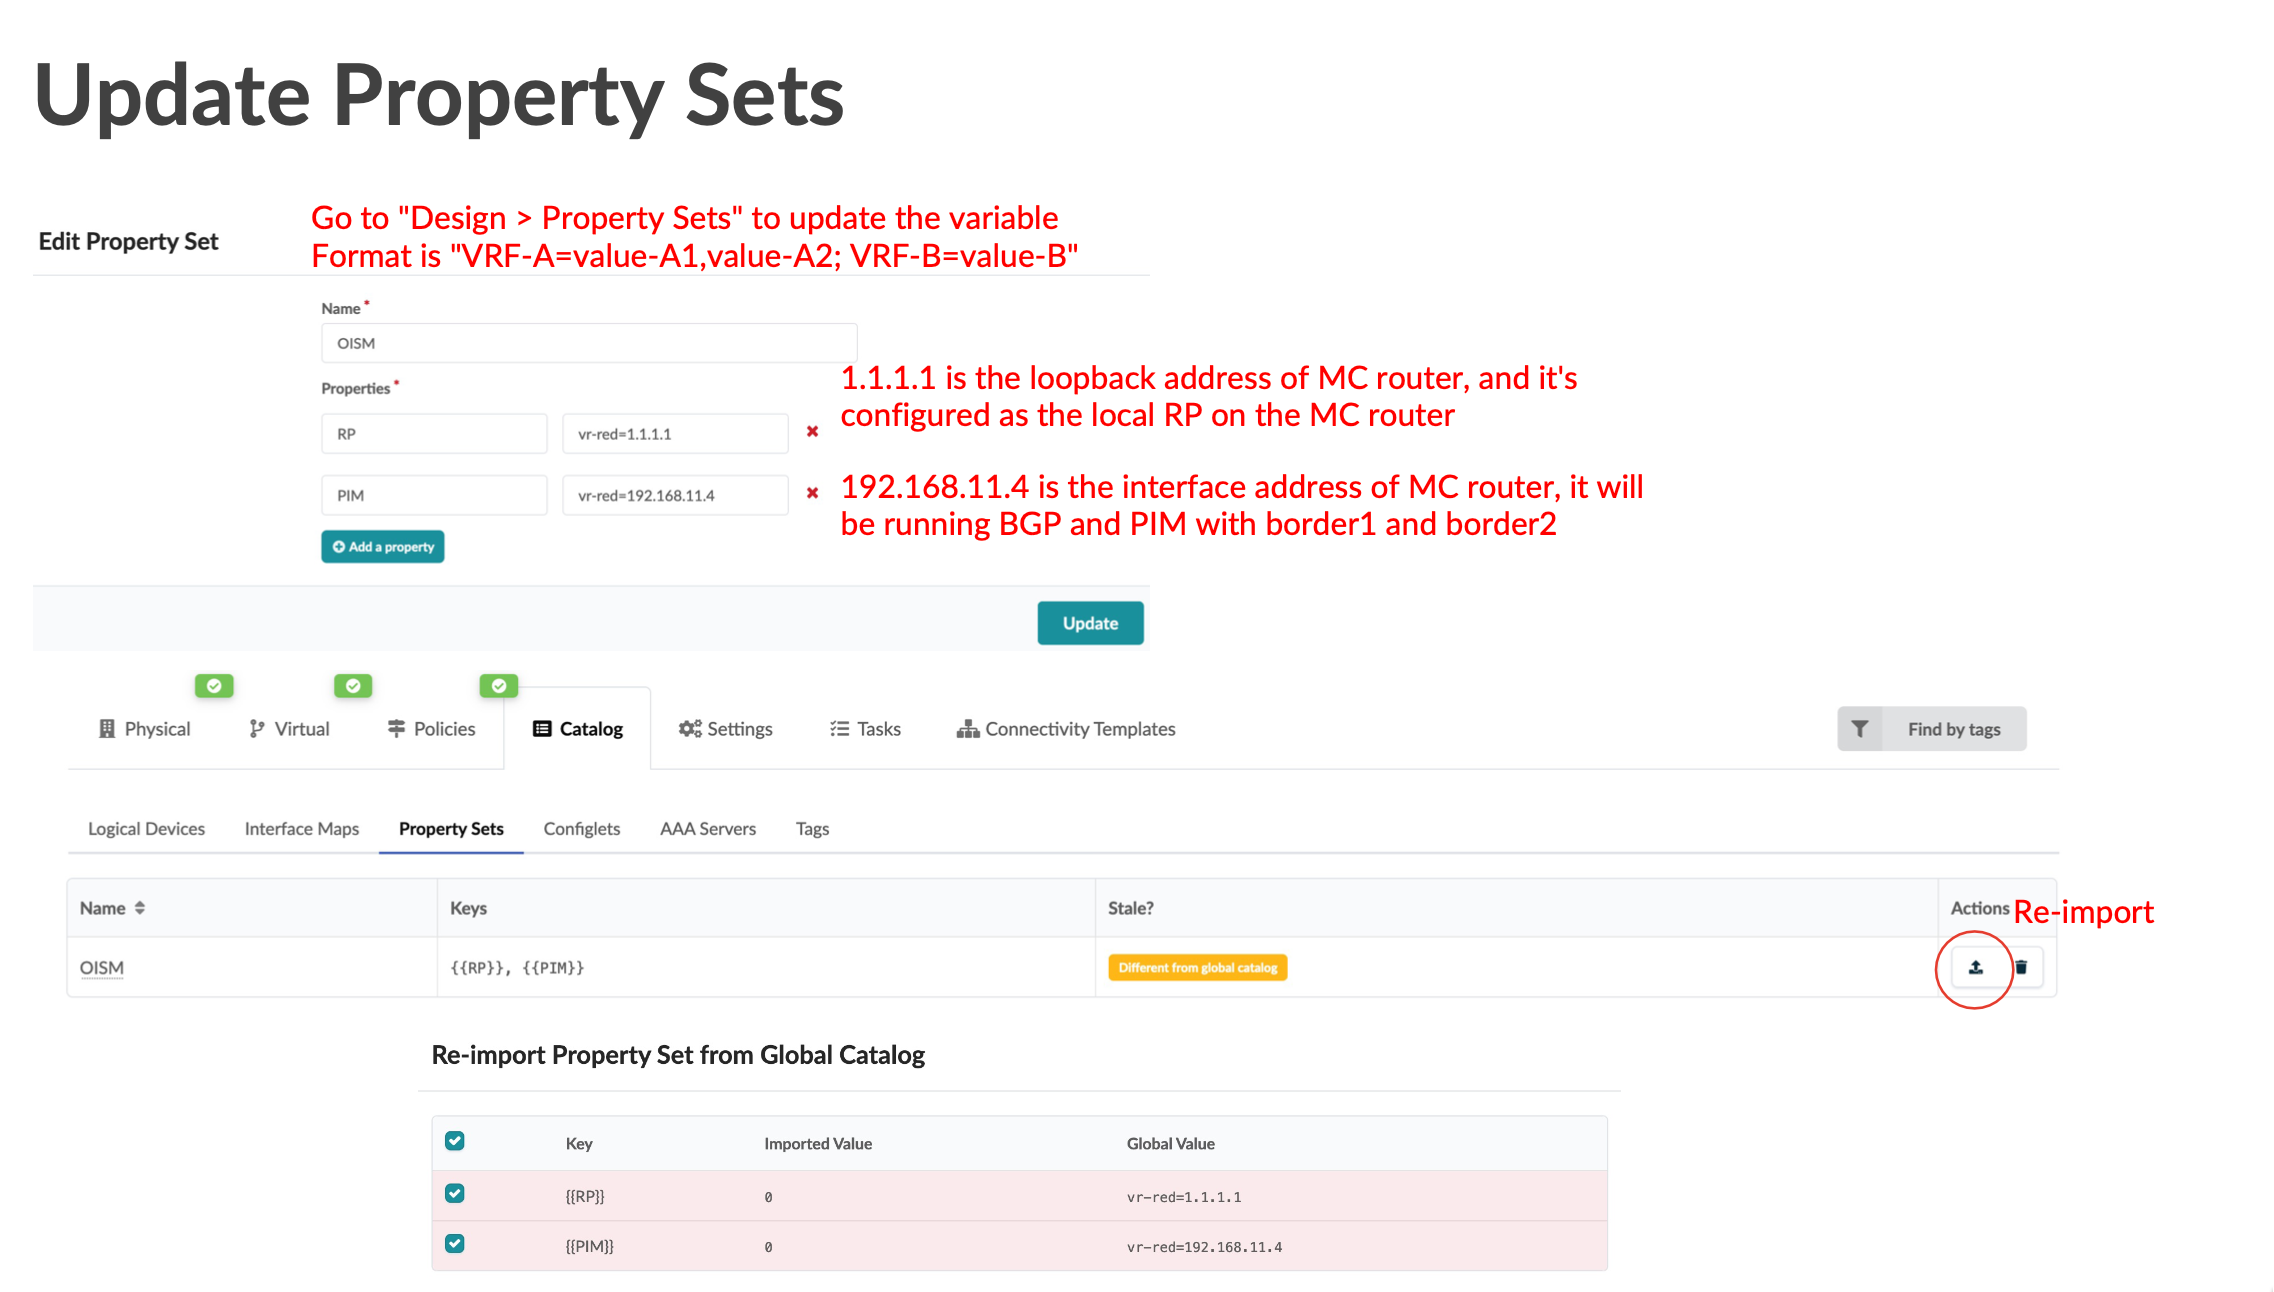 Update Property Sets
Go to "Design > Property Sets" to update the variable
Format is "VRF-A=value-A1,value-A2; VRF-B=value-B"
Edit Property Set
Name *
OISM
Properties *
RP vr-red=1.1.1.1
1.1.1.1 is the loopback address of MC router, and it's
configured as the local RP on the MC router
PIM vr-red=192.168.11.4
192.168.11.4 is the interface address of MC router, it will
be running BGP and PIM with border1 and border2
Add a property
Update
Physical Virtual Policies Catalog Settings Tasks Connectivity Templates Find by tags
Logical Devices Interface Maps Property Sets Configlets AAA Servers Tags
Name Keys Stale? Actions
Re-import
OISM {{RP}}, {{PIM}} Different from global catalog
Re-import Property Set from Global Catalog
Key Imported Value Global Value
{{RP}} 0 vr-red=1.1.1.1
{{PIM}} 0 vr-red=192.168.11.4